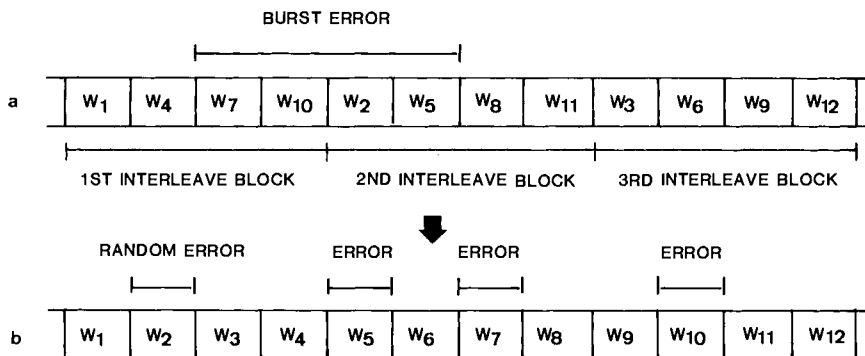 BURST ERROR
a W1 W4 W7 W10 W2 W5 W8 W11 W3 W6 W9 W12
1ST INTERLEAVE BLOCK 2ND INTERLEAVE BLOCK 3RD INTERLEAVE BLOCK
RANDOM ERROR ERROR ERROR ERROR
b W1 W2 W3 W4 W5 W6 W7 W8 W9 W10 W11 W12